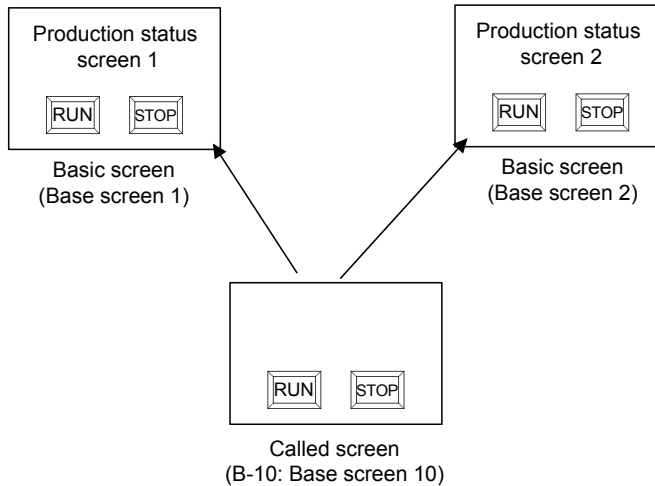 Production status
screen 1
RUN
STOP
Basic screen
(Base screen 1)
Production status
screen 2
RUN
STOP
Basic screen
(Base screen 2)
RUN
STOP
Called screen
(B-10: Base screen 10)